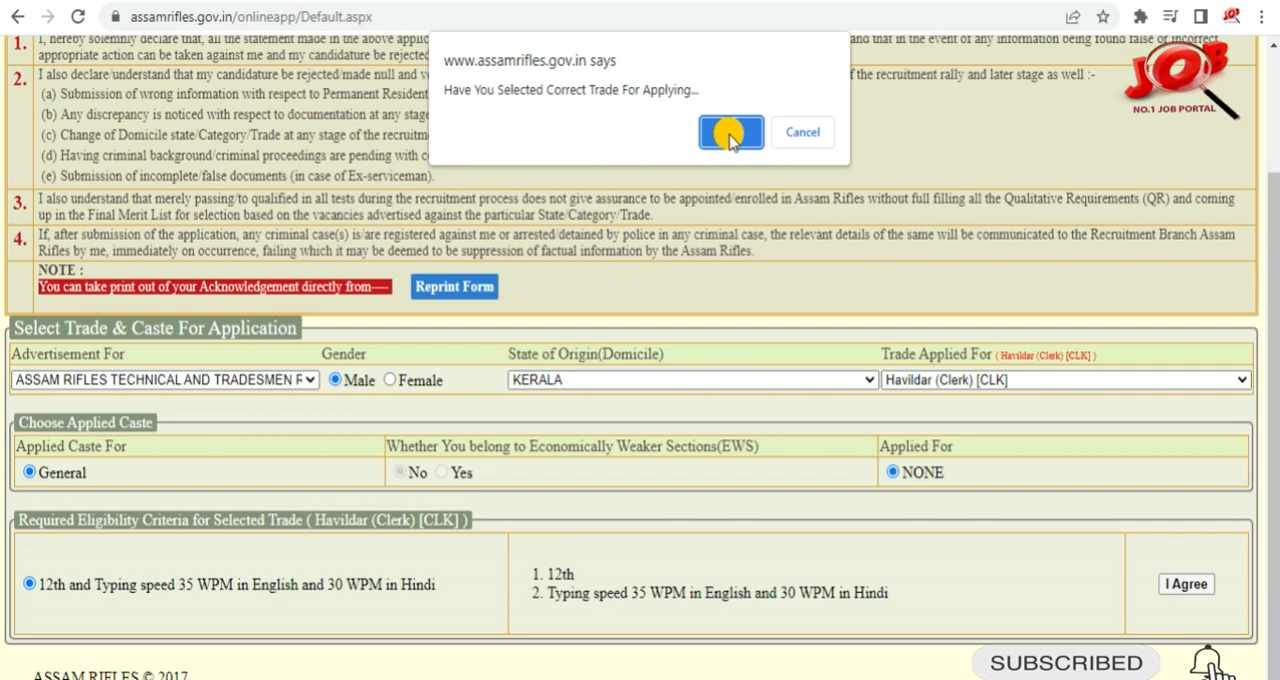 assamrifles.gov.in/onlineapp/Default.aspx
1. I, hereby solemnly declare that, all the statement made in the above applic and that in the event of any information being found false or incorrect
appropriate action can be taken against me and my candidature be rejected
www.assamrifles.gov.in says
Have You Selected Correct Trade For Applying...
Cancel
JOB
NO.1 JOB PORTAL
2. I also declare/understand that my candidature be rejected/made null and v f the recruitment rally and later stage as well :-
(a) Submission of wrong information with respect to Permanent Resident
(b) Any discrepancy is noticed with respect to documentation at any stage
(c) Change of Domicile state/Category/Trade at any stage of the recruitm
(d) Having criminal background/criminal proceedings are pending with c
(e) Submission of incomplete/false documents (in case of Ex-serviceman).
3. I also understand that merely passing/to qualified in all tests during the recruitment process does not give assurance to be appointed/enrolled in Assam Rifles without full filling all the Qualitative Requirements (QR) and coming
up in the Final Merit List for selection based on the vacancies advertised against the particular State/Category/Trade.
4. If, after submission of the application, any criminal case(s) is/are registered against me or arrested/detained by police in any criminal case, the relevant details of the same will be communicated to the Recruitment Branch Assam
Rifles by me, immediately on occurrence, failing which it may be deemed to be suppression of factual information by the Assam Rifles.
NOTE :
You can take print out of your Acknowledgement directly from---- Reprint Form
Select Trade & Caste For Application
Advertisement For Gender State of Origin(Domicile) Trade Applied For ( Havildar (Clerk) [CLK] )
ASSAM RIFLES TECHNICAL AND TRADESMEN R Male Female KERALA Havildar (Clerk) [CLK]
Choose Applied Caste
Applied Caste For Whether You belong to Economically Weaker Sections(EWS) Applied For
General No Yes NONE
Required Eligibility Criteria for Selected Trade ( Havildar (Clerk) [CLK] )
12th and Typing speed 35 WPM in English and 30 WPM in Hindi
1. 12th
2. Typing speed 35 WPM in English and 30 WPM in Hindi
I Agree
SUBSCRIBED
ASSAM RIFLES © 2017